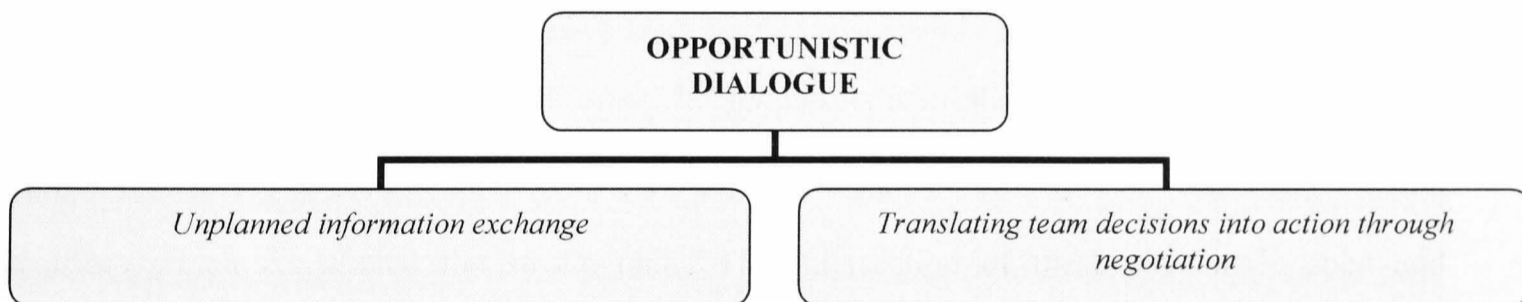 OPPORTUNISTIC
DIALOGUE
Unplanned information exchange
Translating team decisions into action through
negotiation